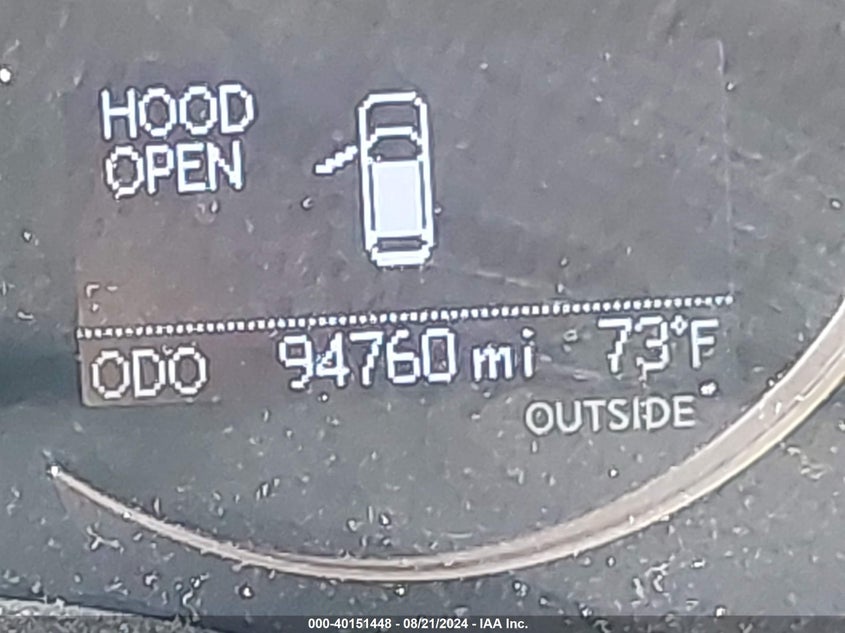 HOOD
OPEN
ODO 94760 mi 73°F
OUTSIDE
000-40151448 - 08/21/2024 - IAA Inc.